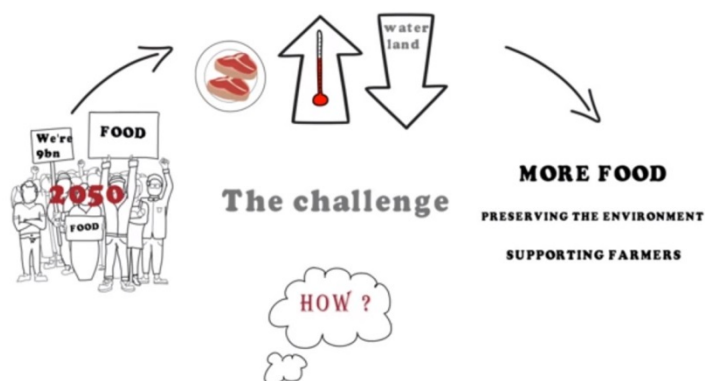 water
land
We're
9bn
FOOD
2050
FOOD
The challenge
MORE FOOD
PRESERVING THE ENVIRONMENT
SUPPORTING FARMERS
HOW ?